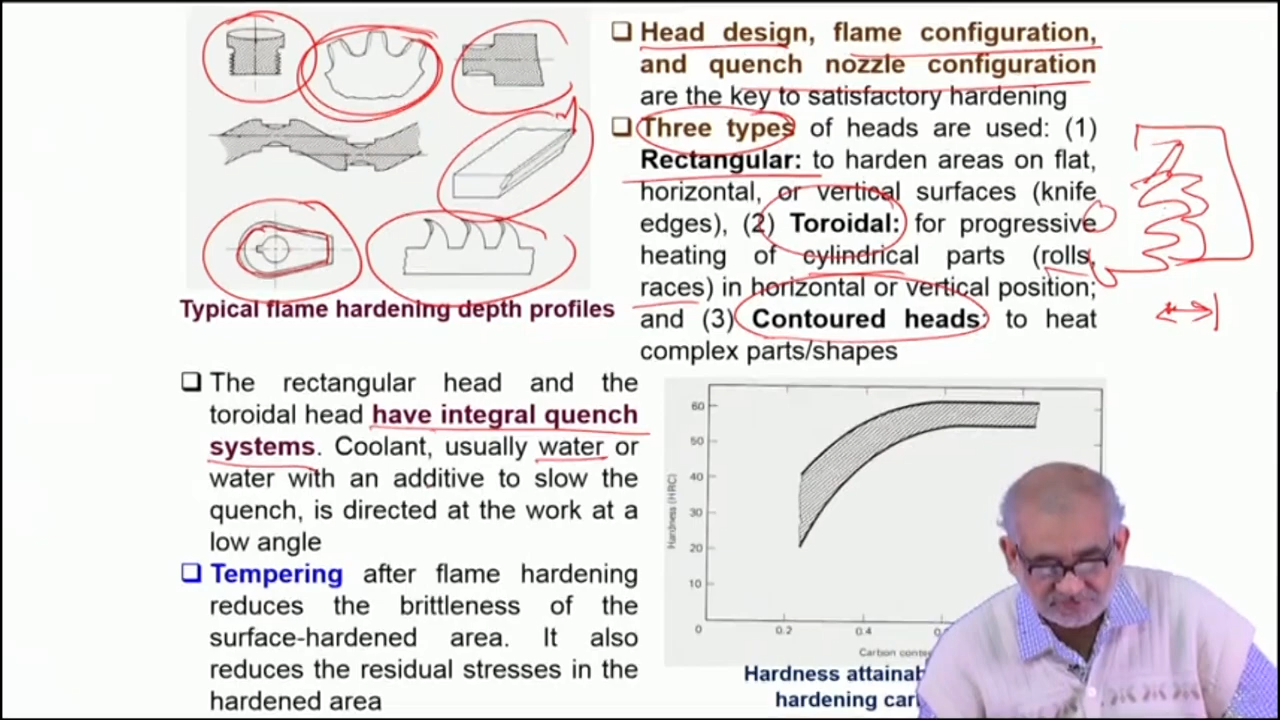 Typical flame hardening depth profiles
❑ Head design, flame configuration,
and quench nozzle configuration
are the key to satisfactory hardening
❑ Three types of heads are used: (1)
Rectangular: to harden areas on flat,
horizontal, or vertical surfaces (knife
edges), (2) Toroidal: for progressive
heating of cylindrical parts (rolls,
races) in horizontal or vertical position;
and (3) Contoured heads: to heat
complex parts/shapes
❑ The rectangular head and the
toroidal head have integral quench
systems. Coolant, usually water or
water with an additive to slow the
quench, is directed at the work at a
low angle
❑ Tempering after flame hardening
reduces the brittleness of the
surface-hardened area. It also
reduces the residual stresses in the
hardened area
60
50
40
30
20
10
Hardness (HRC)
0 0.2 0.4
Carbon
Hardness
hardening